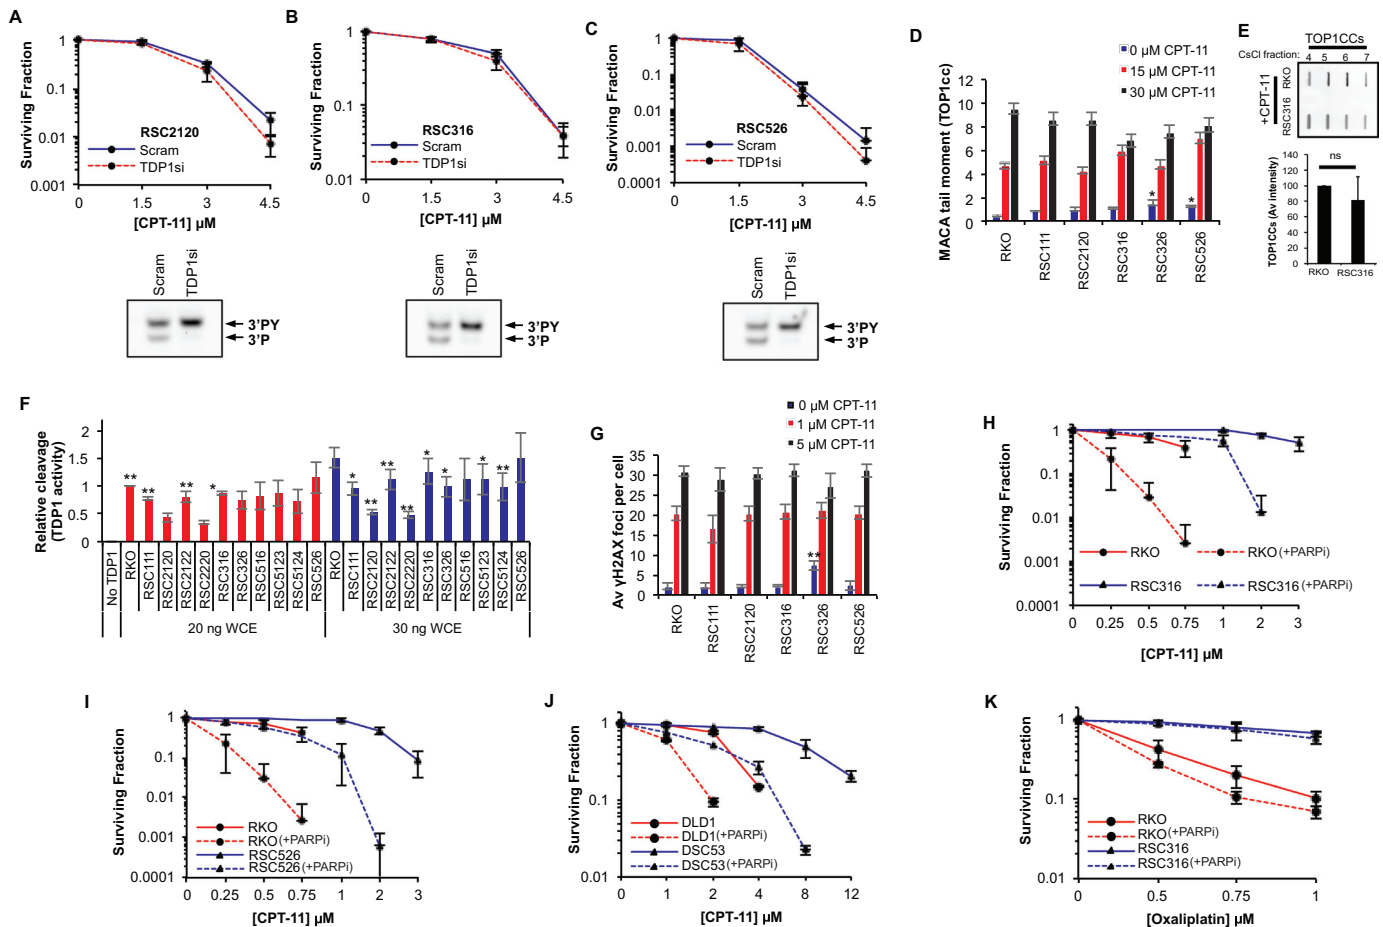 A
Surviving Fraction
1
0.1
0.01
0.001
RSC2120
Scram
TDP1si
0 1.5 3 4.5
[CPT-11] µM
Scram
TDP1si
3'PY
3'P
B
Surviving Fraction
1
0.1
0.01
RSC316
Scram
TDP1si
0 1.5 3 4.5
[CPT-11] µM
Scram
TDP1si
3'PY
3'P
C
Surviving Fraction
1
0.1
0.01
0.001
0.0001
RSC526
Scram
TDP1si
0 1.5 3 4.5
[CPT-11] µM
Scram
TDP1si
3'PY
3'P
D
0 µM CPT-11
15 µM CPT-11
30 µM CPT-11
MACA tail moment (TOP1cc)
12
10
8
6
4
2
0
* *
RKO
RSC111
RSC2120
RSC316
RSC326
RSC526
E
TOP1CCs
CsCl fraction: 4 5 6 7
+CPT-11
RKO
RSC316
TOP1CCs (Av intensity)
140
120
100
80
60
40
20
0
ns
RKO RSC316
F
Relative cleavage
(TDP1 activity)
2
1.5
1
0.5
0
** ** ** * * ** ** ** * * * **
No TDP1
RKO
RSC111
RSC2120
RSC2122
RSC2220
RSC316
RSC326
RSC516
RSC5123
RSC5124
RSC526
RKO
RSC111
RSC2120
RSC2122
RSC2220
RSC316
RSC326
RSC516
RSC5123
RSC5124
RSC526
20 ng WCE 30 ng WCE
G
0 µM CPT-11
1 µM CPT-11
5 µM CPT-11
Av γH2AX foci per cell
35
30
25
20
15
10
5
0
**
RKO
RSC111
RSC2120
RSC316
RSC326
RSC526
H
Surviving Fraction
1
0.1
0.01
0.001
0.0001
RKO RKO (+PARPi)
RSC316 RSC316 (+PARPi)
0 0.25 0.5 0.75 1 2 3
[CPT-11] µM
I
Surviving Fraction
1
0.1
0.01
0.001
0.0001
RKO
RKO (+PARPi)
RSC526
RSC526 (+PARPi)
0 0.25 0.5 0.75 1 2 3
[CPT-11] µM
J
Surviving Fraction
1
0.1
0.01
DLD1
DLD1 (+PARPi)
DSC53
DSC53 (+PARPi)
0 1 2 4 8 12
[CPT-11] µM
K
Surviving Fraction
1
0.1
0.01
RKO
RKO (+PARPi)
RSC316
RSC316 (+PARPi)
0 0.5 0.75 1
[Oxaliplatin] µM